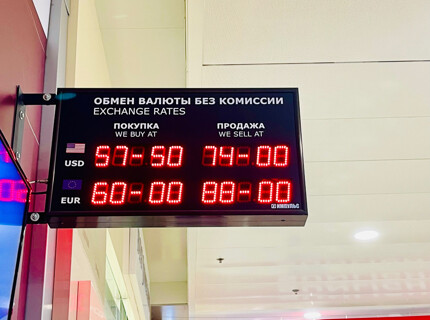 ОБМЕН ВАЛЮТЫ БЕЗ КОМИССИИ
EXCHANGE RATES
ПОКУПКА ПРОДАЖА
WE BUY AT WE SELL AT
USD 57-50 74-00
EUR 60-00 88-00